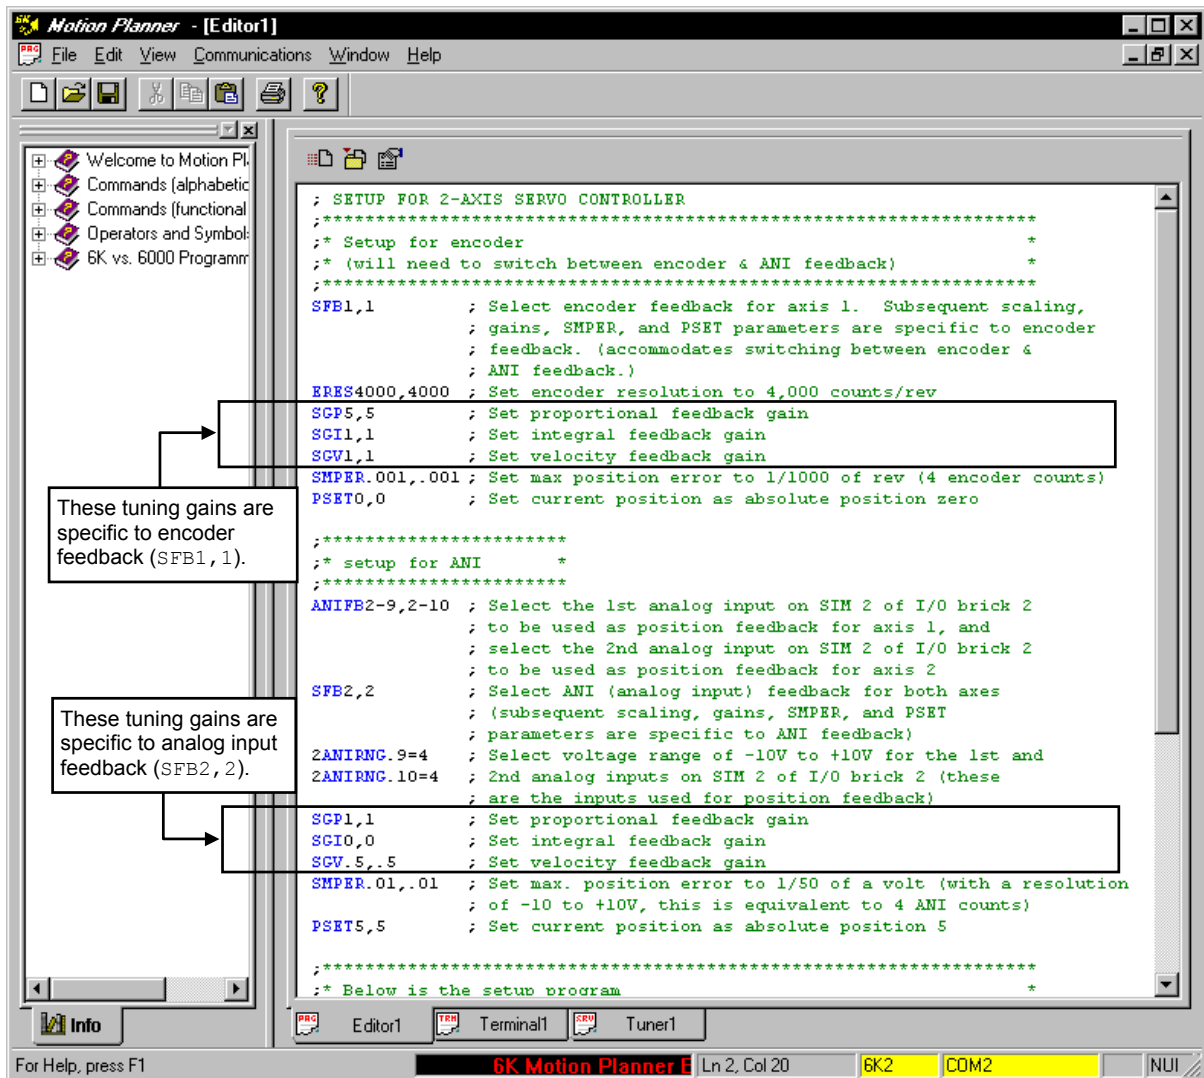 Motion Planner - [Editor1]
File Edit View Communications Window Help
Welcome to Motion Pl
Commands (alphabetic
Commands (functional
Operators and Symbol
6K vs. 6000 Programm
; SETUP FOR 2-AXIS SERVO CONTROLLER
;*******************************************************************
;* Setup for encoder *
;* (will need to switch between encoder & ANI feedback) *
;*******************************************************************
SFB1,1 ; Select encoder feedback for axis 1. Subsequent scaling,
; gains, SMPER, and PSET parameters are specific to encoder
; feedback. (accommodates switching between encoder &
; ANI feedback.)
ERES4000,4000 ; Set encoder resolution to 4,000 counts/rev
SGP5,5 ; Set proportional feedback gain
SGI1,1 ; Set integral feedback gain
SGV1,1 ; Set velocity feedback gain
SMPER.001,.001 ; Set max position error to 1/1000 of rev (4 encoder counts)
PSET0,0 ; Set current position as absolute position zero
These tuning gains are
specific to encoder
feedback (SFB1,1).
;***********************
;* setup for ANI *
;***********************
ANIFB2-9,2-10 ; Select the 1st analog input on SIM 2 of I/O brick 2
; to be used as position feedback for axis 1, and
; select the 2nd analog input on SIM 2 of I/O brick 2
; to be used as position feedback for axis 2
SFB2,2 ; Select ANI (analog input) feedback for both axes
; (subsequent scaling, gains, SMPER, and PSET
; parameters are specific to ANI feedback)
2ANIRNG.9=4 ; Select voltage range of -10V to +10V for the 1st and
2ANIRNG.10=4 ; 2nd analog inputs on SIM 2 of I/O brick 2 (these
; are the inputs used for position feedback)
These tuning gains are
specific to analog input
feedback (SFB2,2).
SGP1,1 ; Set proportional feedback gain
SGI0,0 ; Set integral feedback gain
SGV.5,.5 ; Set velocity feedback gain
SMPER.01,.01 ; Set max. position error to 1/50 of a volt (with a resolution
; of -10 to +10V, this is equivalent to 4 ANI counts)
PSET5,5 ; Set current position as absolute position 5
;*******************************************************************
;* Below is the setup program *
Info
PRG Editor1 TRM Terminal1 SRV Tuner1
For Help, press F1 6K Motion Planner E Ln 2, Col 20 6K2 COM2 NUI